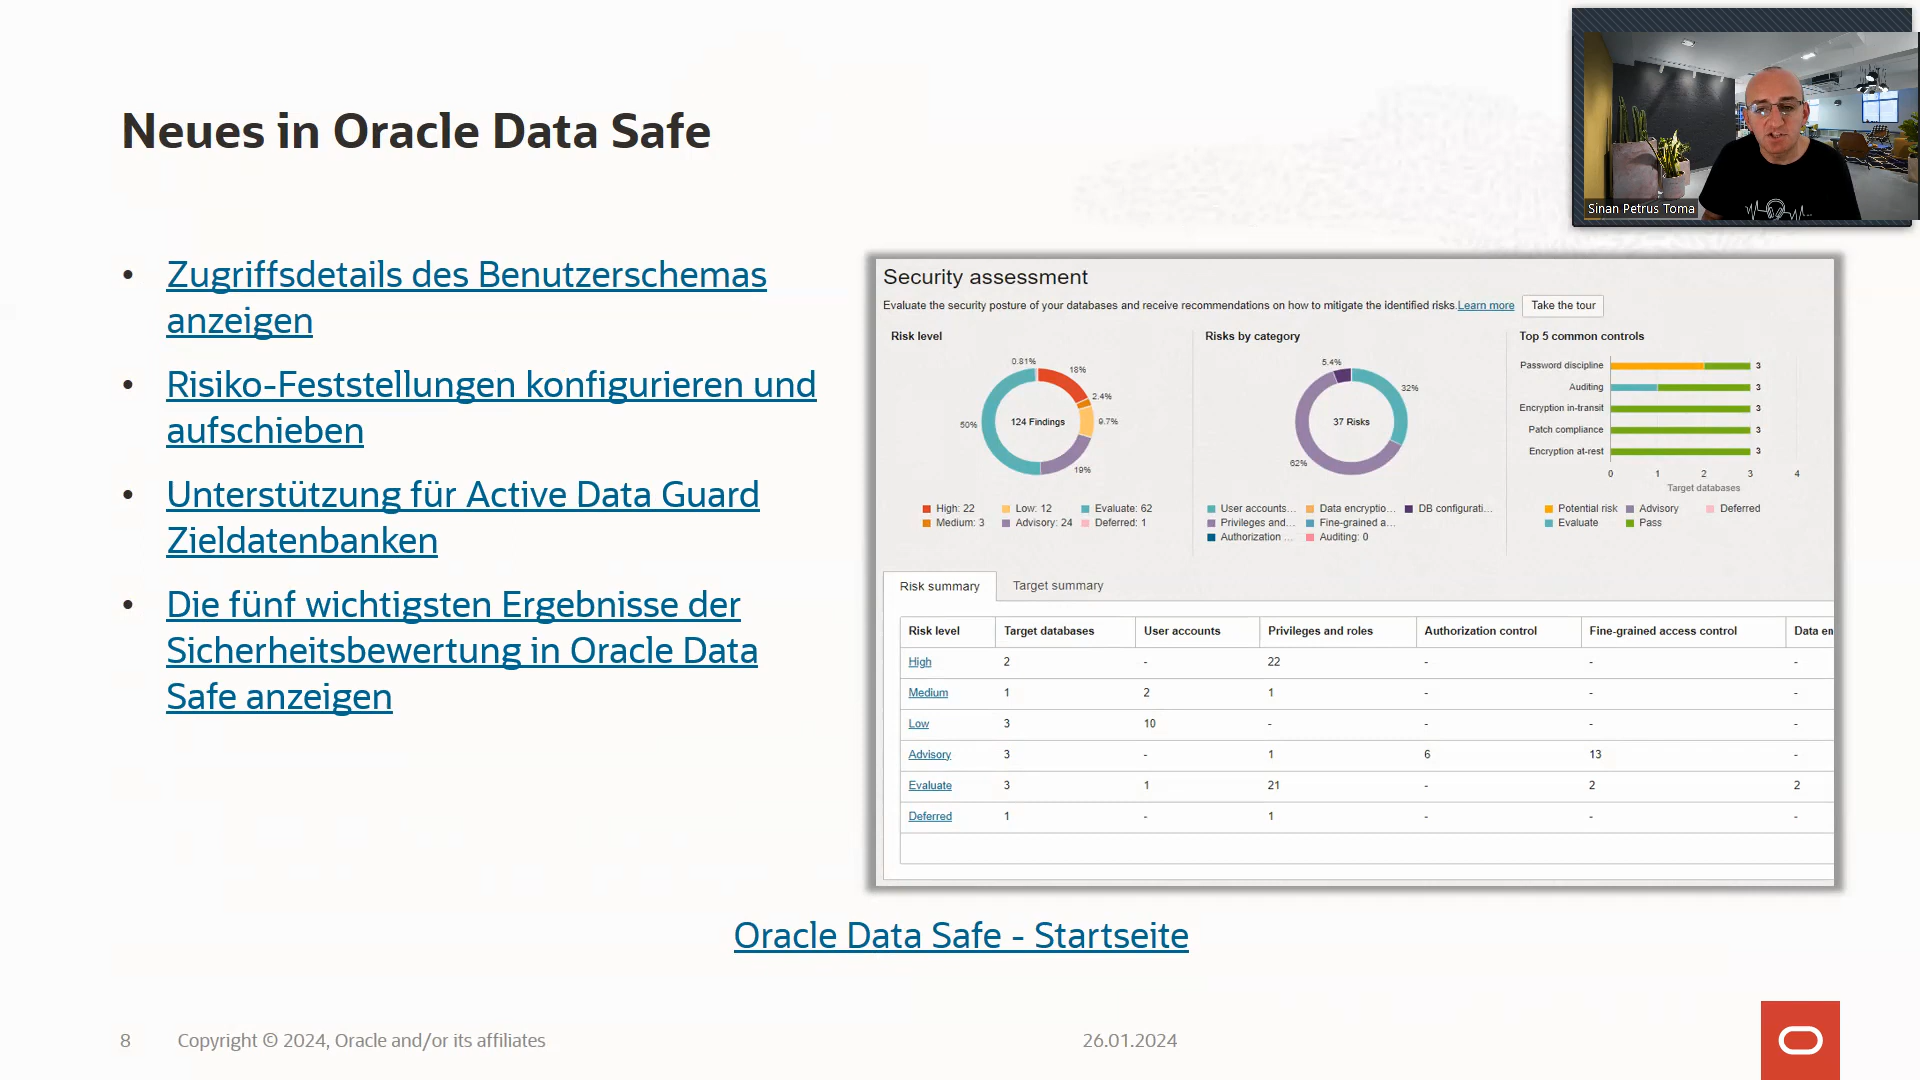 Neues in Oracle Data Safe
Sinan Petrus Toma
• Zugriffsdetails des Benutzerschemas
anzeigen
• Risiko-Feststellungen konfigurieren und
aufschieben
• Unterstützung für Active Data Guard
Zieldatenbanken
• Die fünf wichtigsten Ergebnisse der
Sicherheitsbewertung in Oracle Data
Safe anzeigen
Security assessment
Evaluate the security posture of your databases and receive recommendations on how to mitigate the identified risks. Learn more Take the tour
Risk level
0.81%
18%
2.4%
9.7%
19%
50%
124 Findings
High: 22 Low: 12 Evaluate: 62
Medium: 3 Advisory: 24 Deferred: 1
Risks by category
5.4%
32%
62%
37 Risks
User accounts... Data encryptio... DB configurati...
Privileges and... Fine-grained a...
Authorization ... Auditing: 0
Top 5 common controls
Password discipline 3
Auditing 3
Encryption in-transit 3
Patch compliance 3
Encryption at-rest 3
0 1 2 3 4
Target databases
Potential risk Advisory Deferred
Evaluate Pass
Risk summary Target summary
Risk level Target databases User accounts Privileges and roles Authorization control Fine-grained access control Data en
High 2 - 22 - - -
Medium 1 2 1 - - -
Low 3 10 - - - -
Advisory 3 - 1 6 13 -
Evaluate 3 1 21 - 2 2
Deferred 1 - 1 - - -
Oracle Data Safe - Startseite
8 Copyright © 2024, Oracle and/or its affiliates 26.01.2024